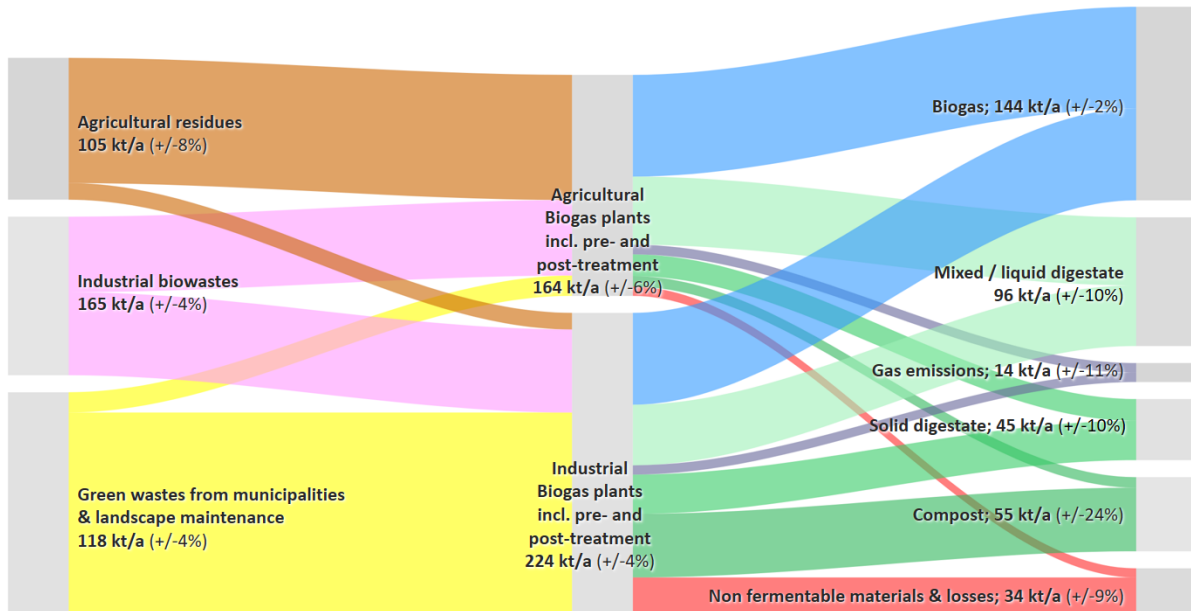 Agricultural residues
105 kt/a (+/-8%)
Industrial biowastes
165 kt/a (+/-4%)
Green wastes from municipalities
& landscape maintenance
118 kt/a (+/-4%)
Agricultural
Biogas plants
incl. pre- and
post-treatment
164 kt/a (+/-6%)
Industrial
Biogas plants
incl. pre- and
post-treatment
224 kt/a (+/-4%)
Biogas; 144 kt/a (+/-2%)
Mixed / liquid digestate
96 kt/a (+/-10%)
Gas emissions; 14 kt/a (+/-11%)
Solid digestate; 45 kt/a (+/-10%)
Compost; 55 kt/a (+/-24%)
Non fermentable materials & losses; 34 kt/a (+/-9%)